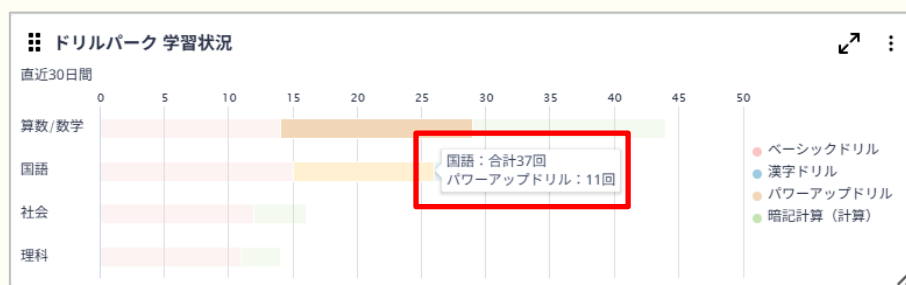 ドリルパーク 学習状況
直近30日間
0 5 10 15 20 25 30 35 40 45 50
算数/数学
国語
社会
理科
国語：合計37回
パワーアップドリル：11回
ベーシックドリル
漢字ドリル
パワーアップドリル
暗記計算（計算）